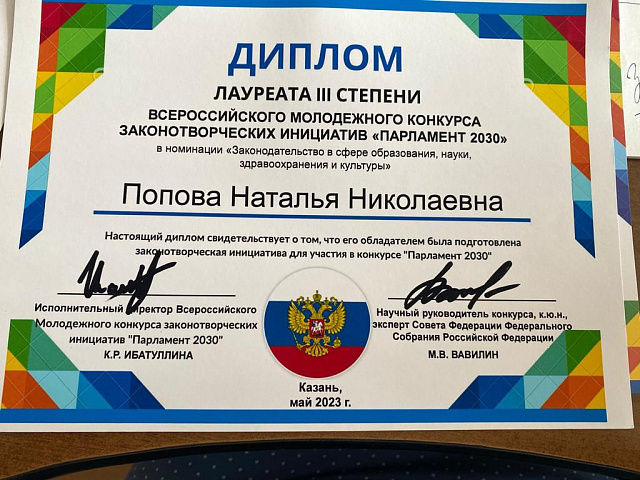 ДИПЛОМ
ЛАУРЕАТА III СТЕПЕНИ
ВСЕРОССИЙСКОГО МОЛОДЕЖНОГО КОНКУРСА
ЗАКОНОТВОРЧЕСКИХ ИНИЦИАТИВ «ПАРЛАМЕНТ 2030»
в номинации «Законодательство в сфере образования, науки,
здравоохранения и культуры»
Попова Наталья Николаевна
Настоящий диплом свидетельствует о том, что его обладателем была подготовлена
законотворческая инициатива для участия в конкурсе "Парламент 2030"
Исполнительный директор Всероссийского
Молодежного конкурса законотворческих
инициатив "Парламент 2030"
К.Р. ИБАТУЛЛИНА
Научный руководитель конкурса, к.ю.н.,
эксперт Совета Федерации Федерального
Собрания Российской Федерации
М.В. ВАВИЛИН
Казань,
май 2023 г.